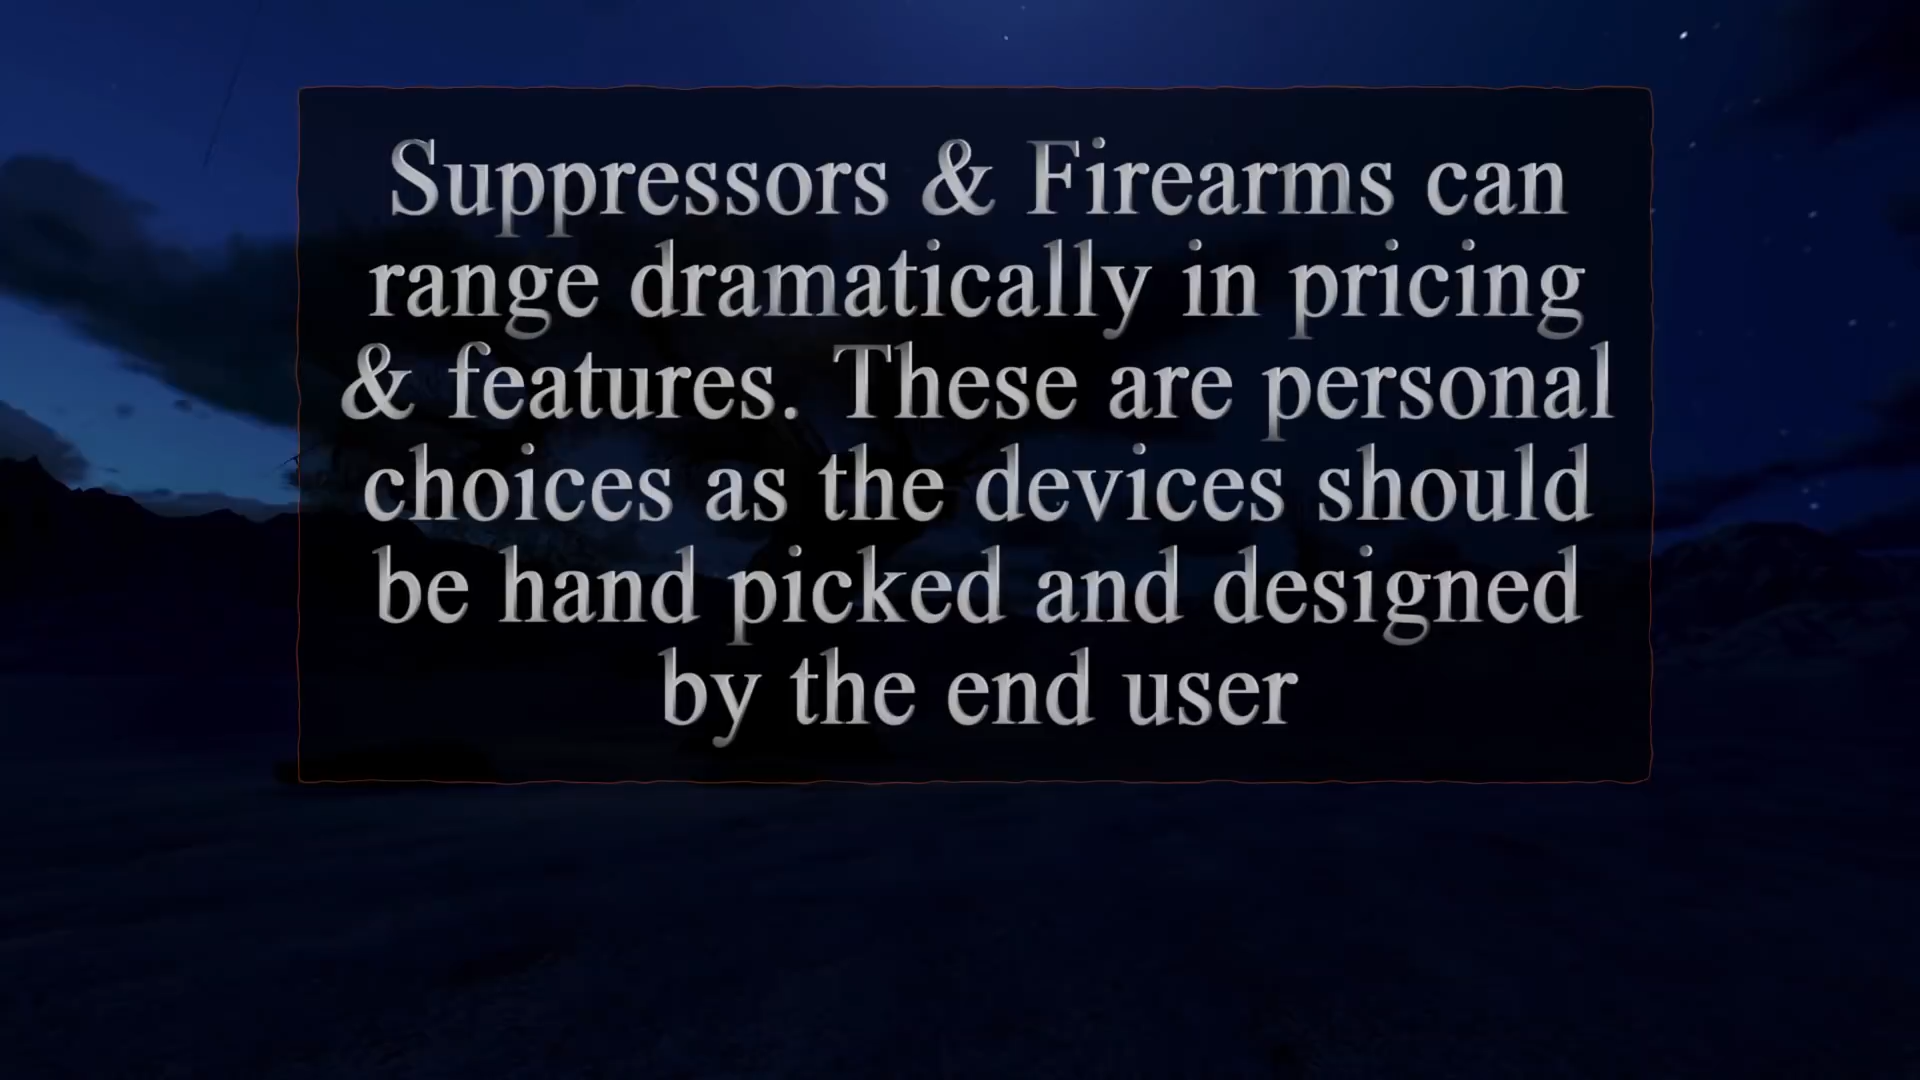 Suppressors & Firearms can
range dramatically in pricing
& features. These are personal
choices as the devices should
be hand picked and designed
by the end user